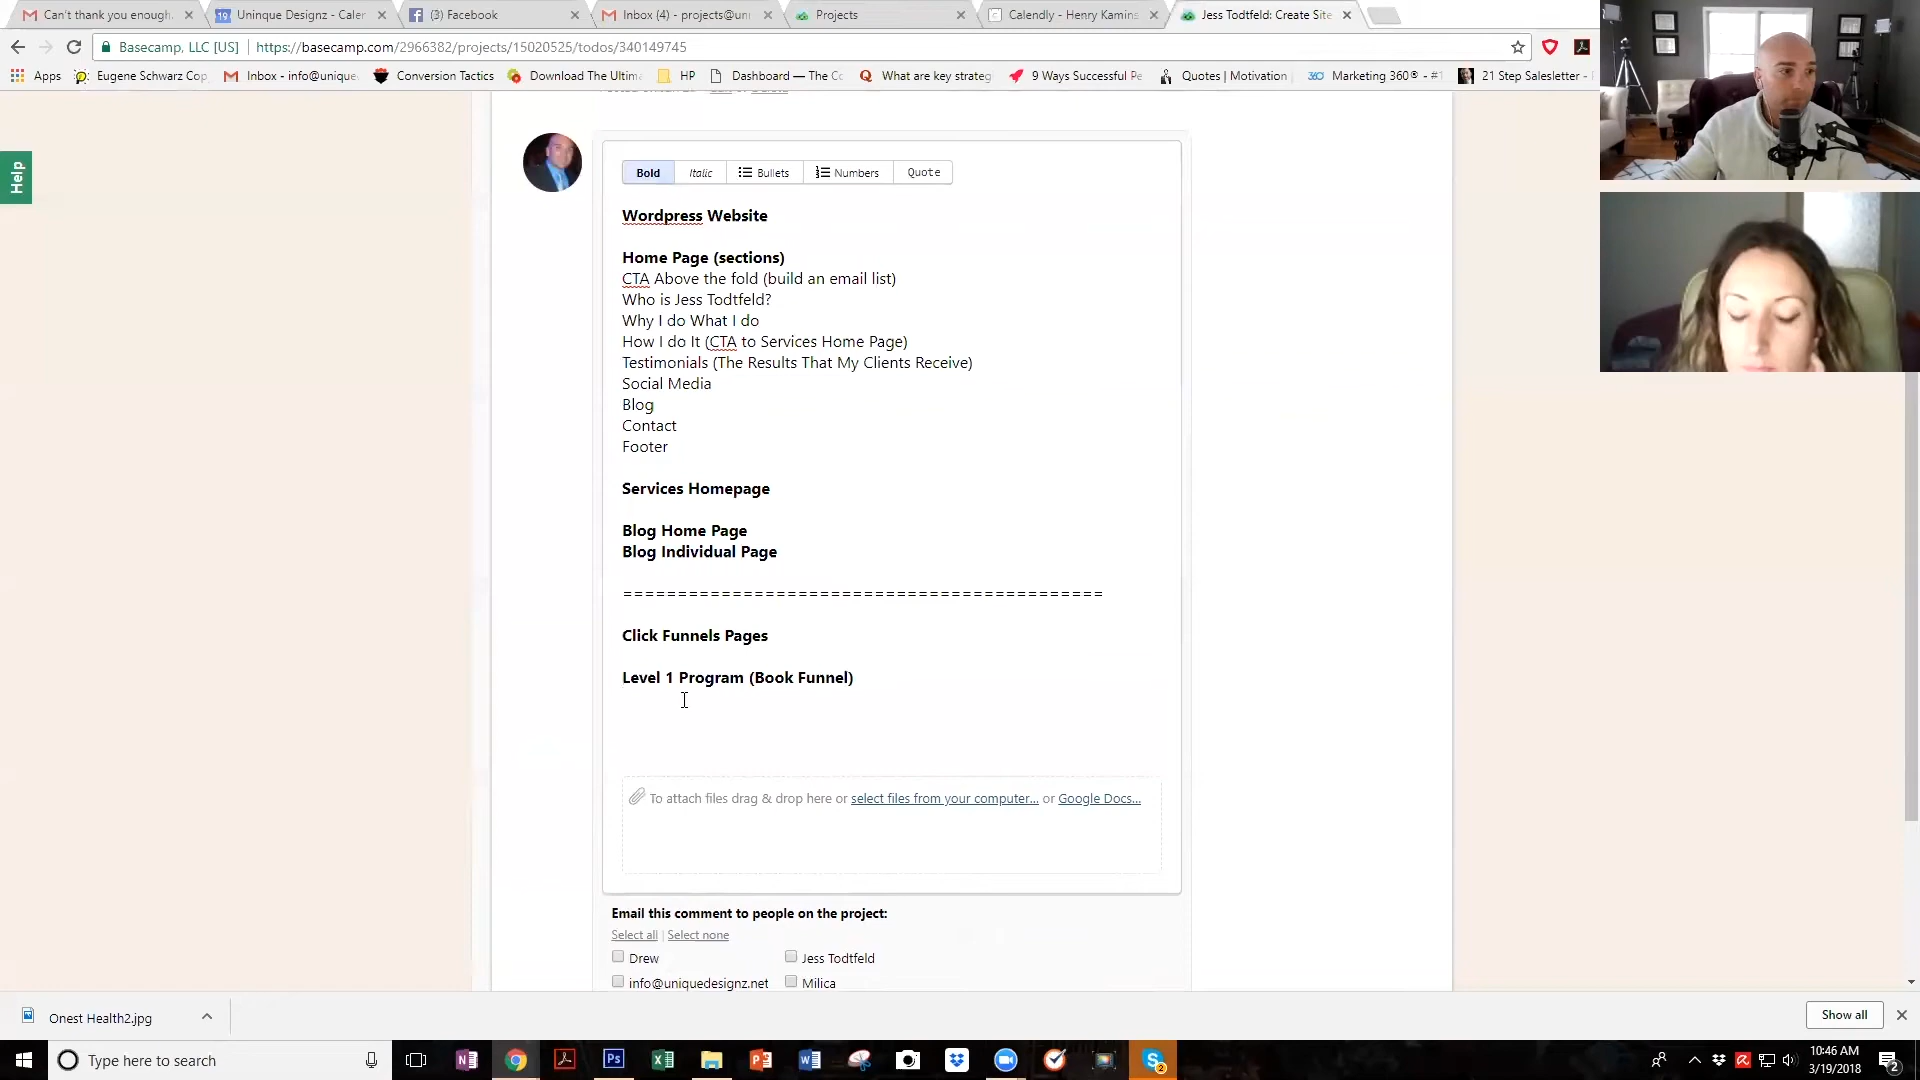 Can't thank you enough.
Uninque Designz - Caler
(3) Facebook
Inbox (4) - projects@uni
Projects
Calendly - Henry Kamins
Jess Todtfeld: Create Site
Basecamp, LLC [US]
https://basecamp.com/2966382/projects/15020525/todos/340149745
Apps
Eugene Schwarz Cop
Inbox - info@unique
Conversion Tactics
Download The Ultim
HP
Dashboard — The Co
What are key strateg
9 Ways Successful Pe
Quotes | Motivation
Marketing 360® - #1
21 Step Salesletter -
Help
Bold
Italic
Bullets
Numbers
Quote
Wordpress Website
Home Page (sections)
CTA Above the fold (build an email list)
Who is Jess Todtfeld?
Why I do What I do
How I do It (CTA to Services Home Page)
Testimonials (The Results That My Clients Receive)
Social Media
Blog
Contact
Footer
Services Homepage
Blog Home Page
Blog Individual Page
============================================
Click Funnels Pages
Level 1 Program (Book Funnel)
To attach files drag & drop here or select files from your computer... or Google Docs...
Email this comment to people on the project:
Select all | Select none
Drew
Jess Todtfeld
info@uniquedesignz.net
Milica
Onest Health2.jpg
Show all
Type here to search
10:46 AM
3/19/2018